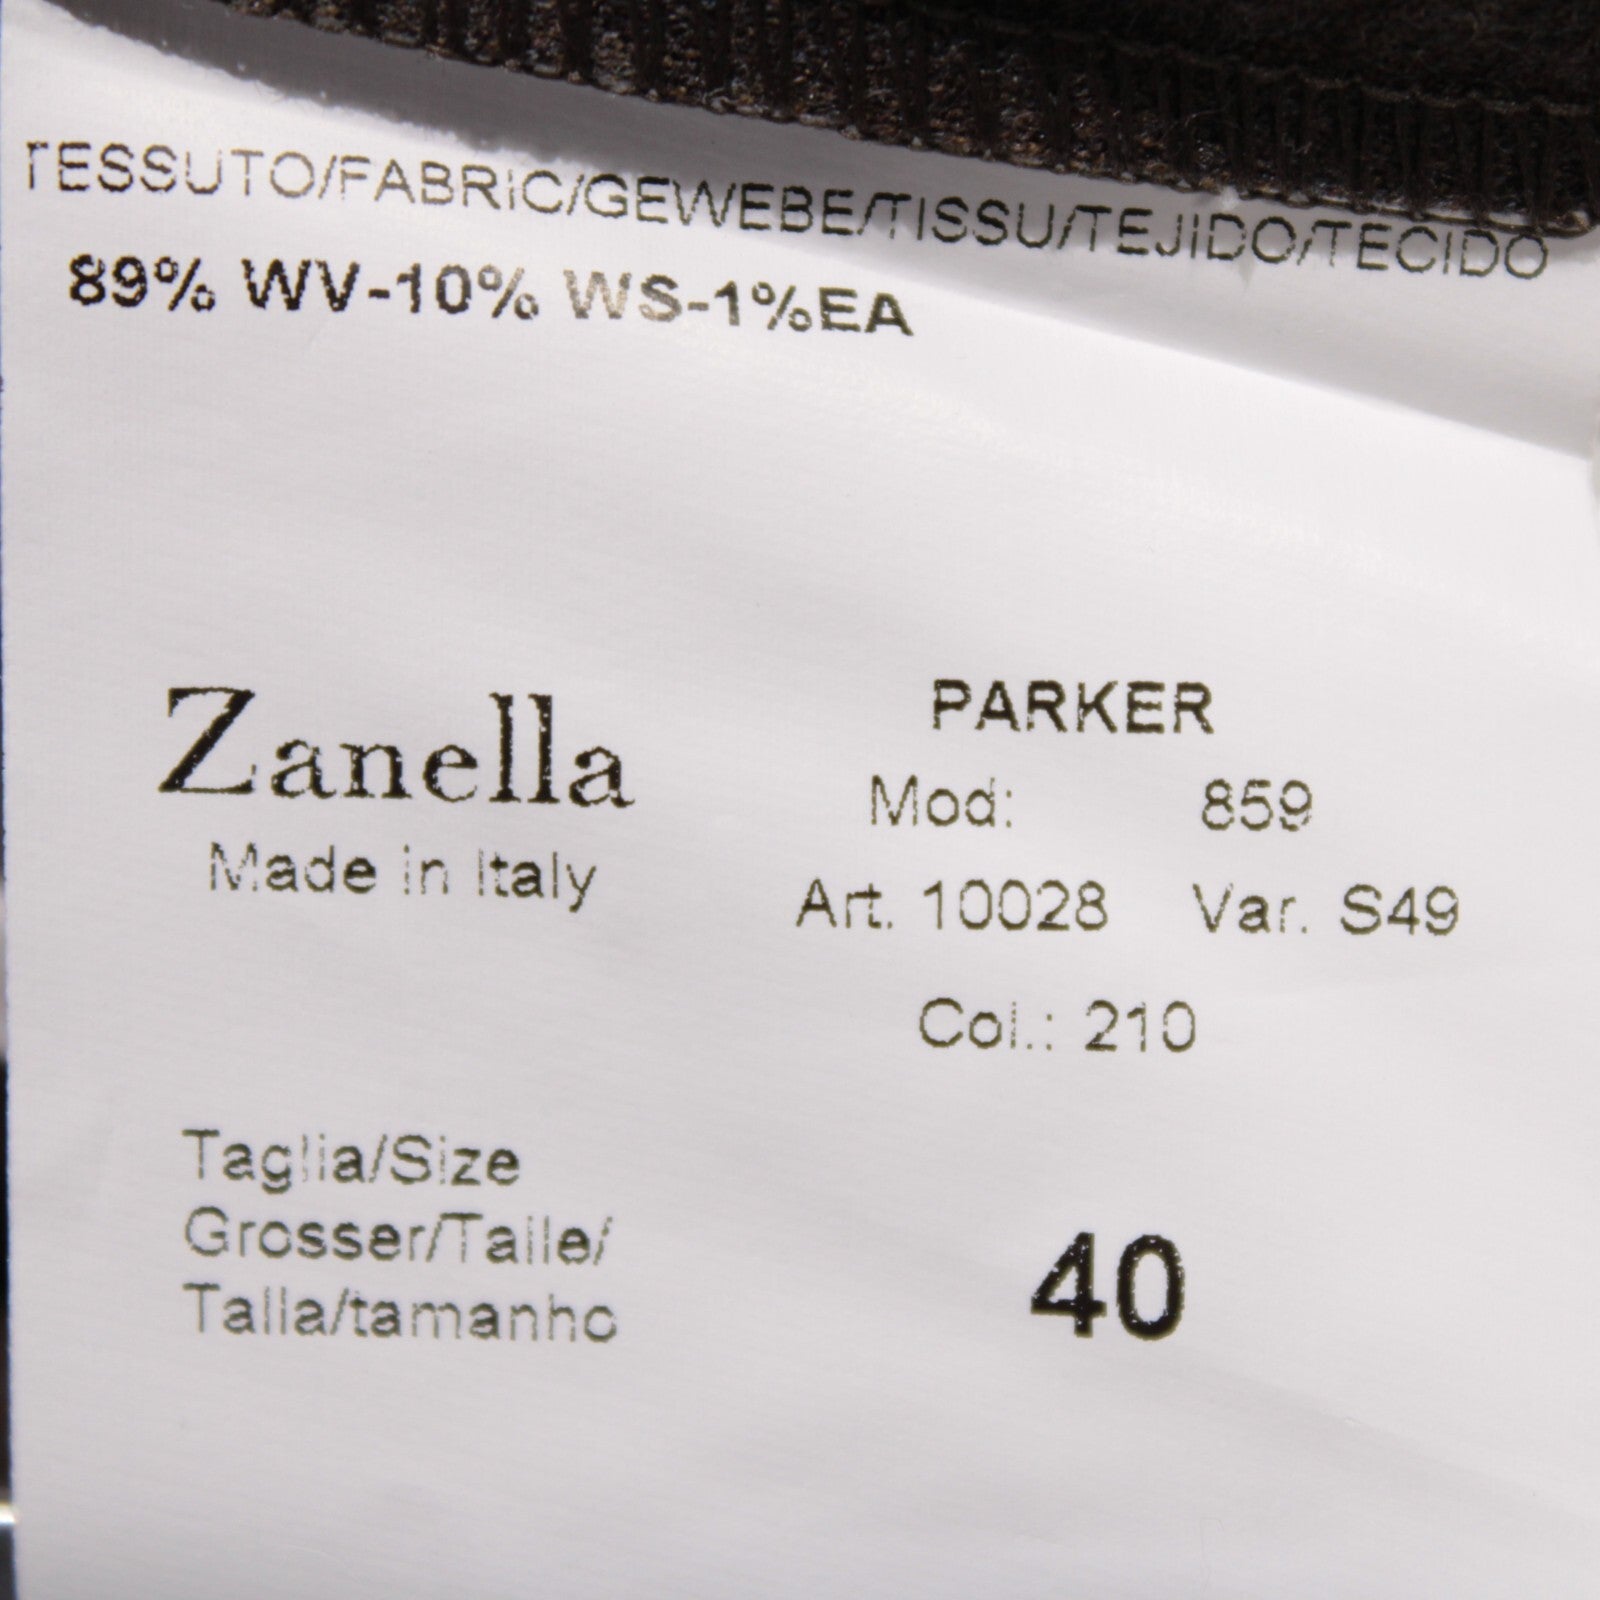 TESSUTO/FABRIC/GEWEBE/TISSU/TEJIDO/TECIDO
89% WV-10% WS-1%EA
Zanella
Made in Italy
PARKER
Mod: 859
Art. 10028 Var. S49
Col.: 210
Taglia/Size
Grosser/Taille/
Talla/tamanho
40